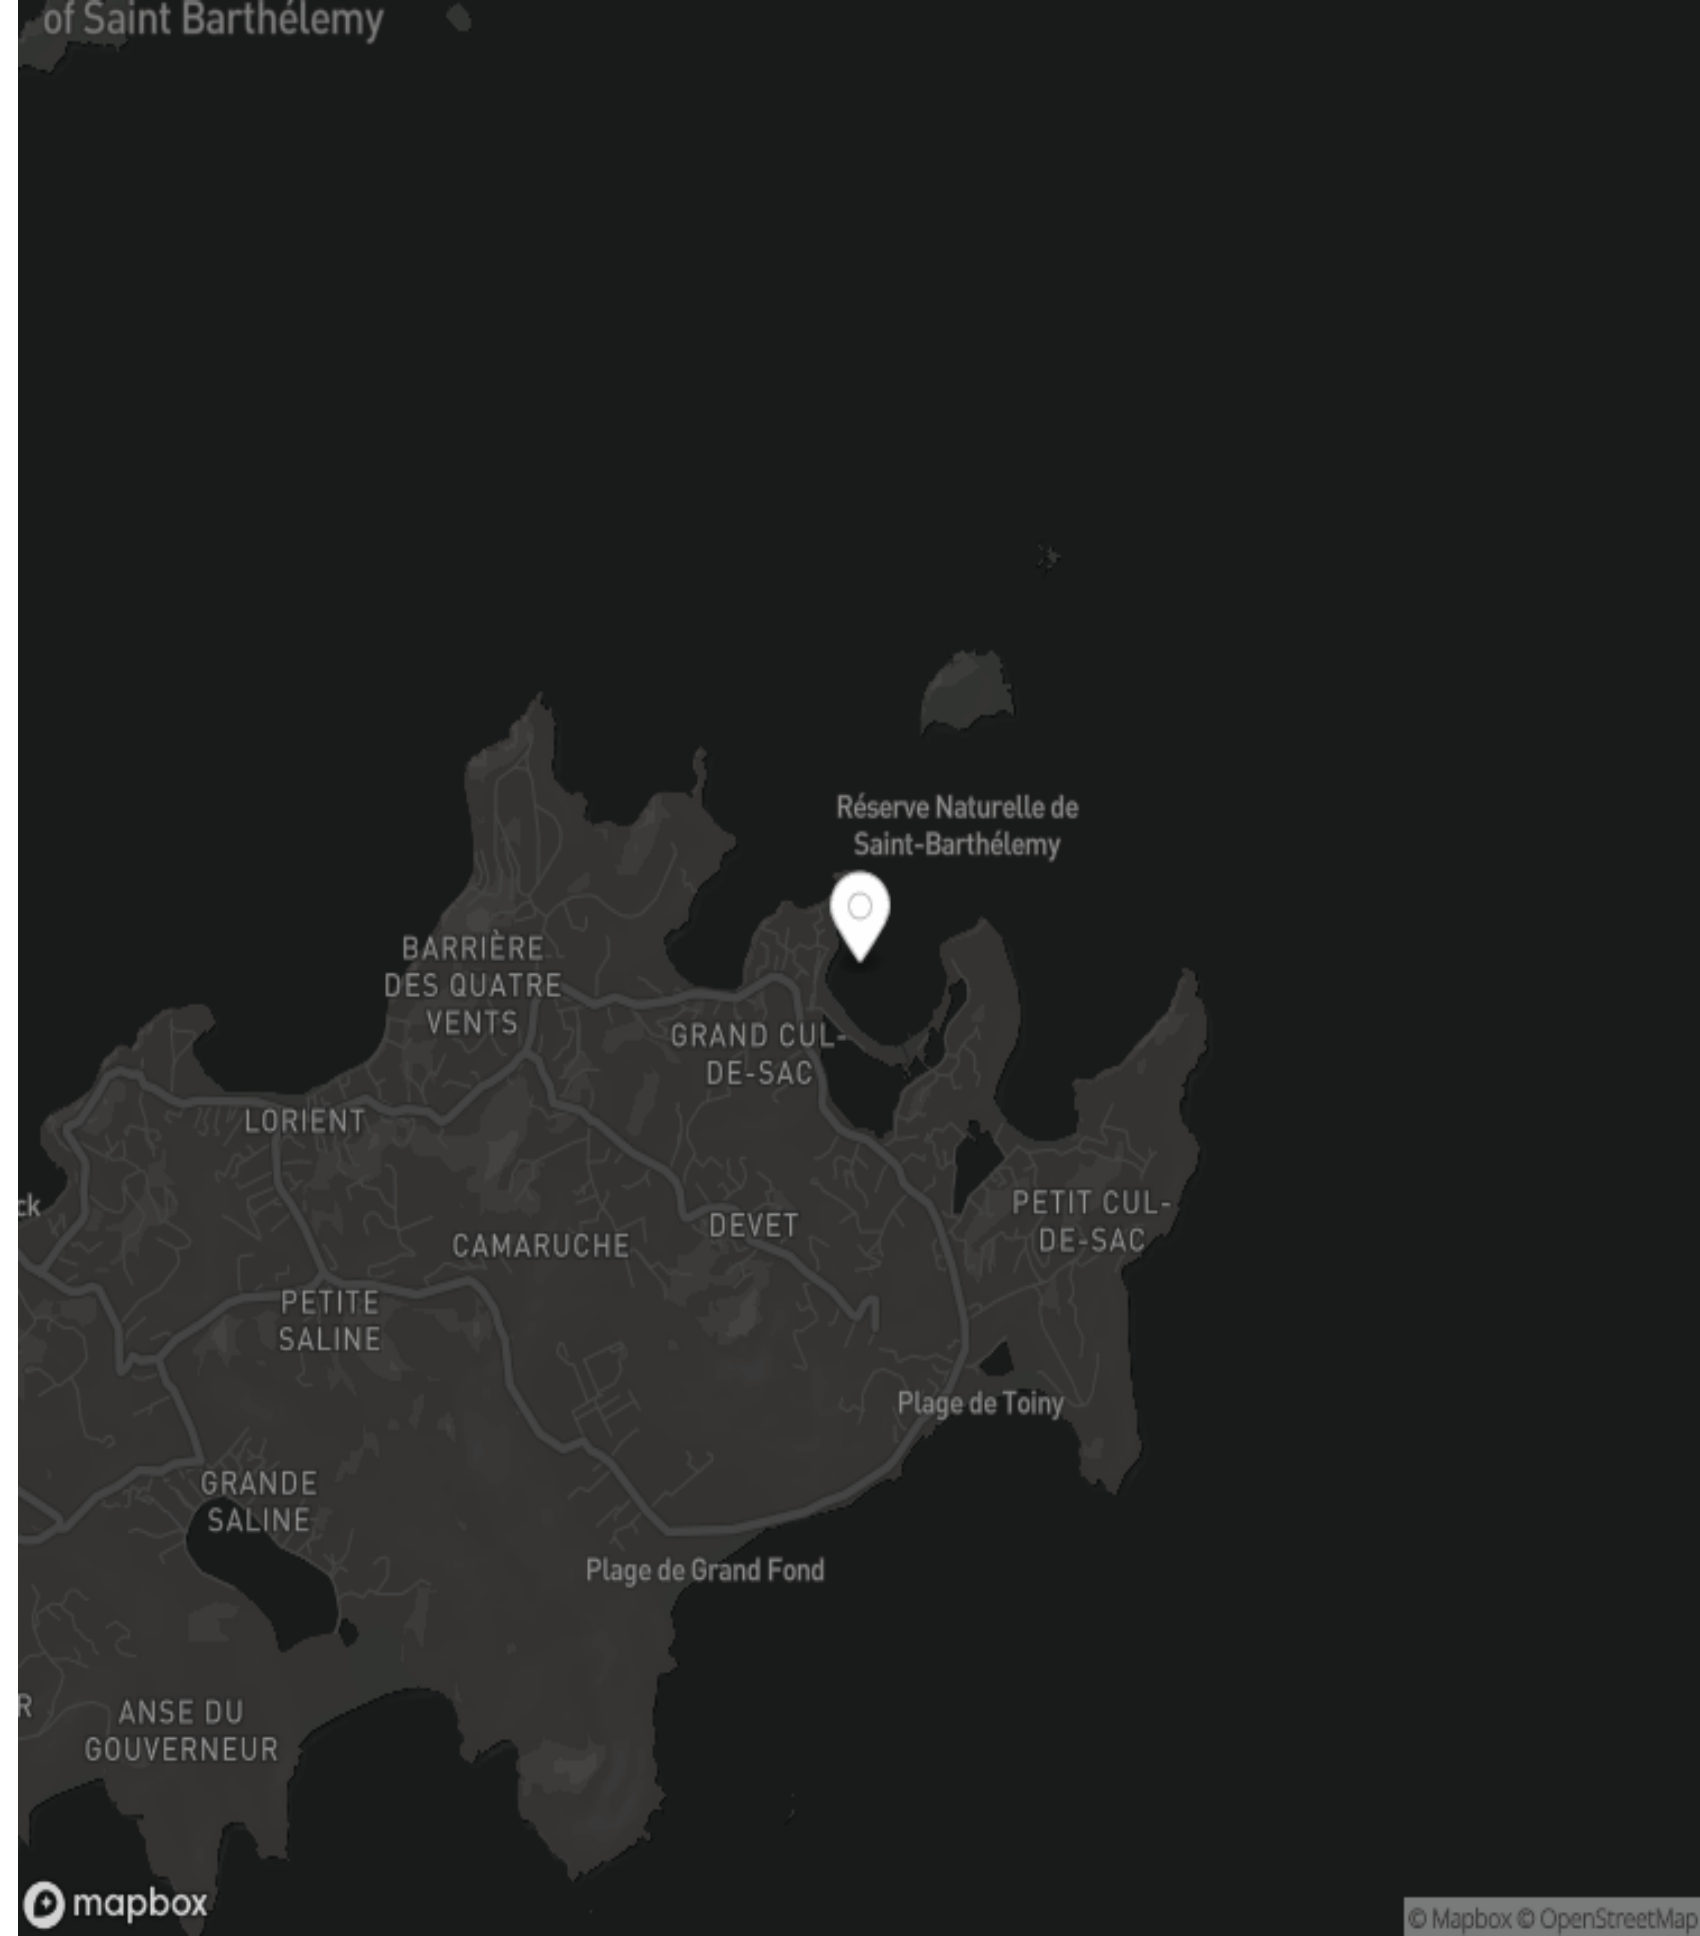 of Saint Barthélemy
Réserve Naturelle de
Saint-Barthélemy
BARRIÈRE
DES QUATRE
VENTS
GRAND CUL-
DE-SAC
LORIENT
ck
PETIT CUL-
DE-SAC
DEVET
CAMARUCHE
PETITE
SALINE
Plage de Toiny
GRANDE
SALINE
Plage de Grand Fond
R
ANSE DU
GOUVERNEUR
mapbox
© Mapbox © OpenStreetMap